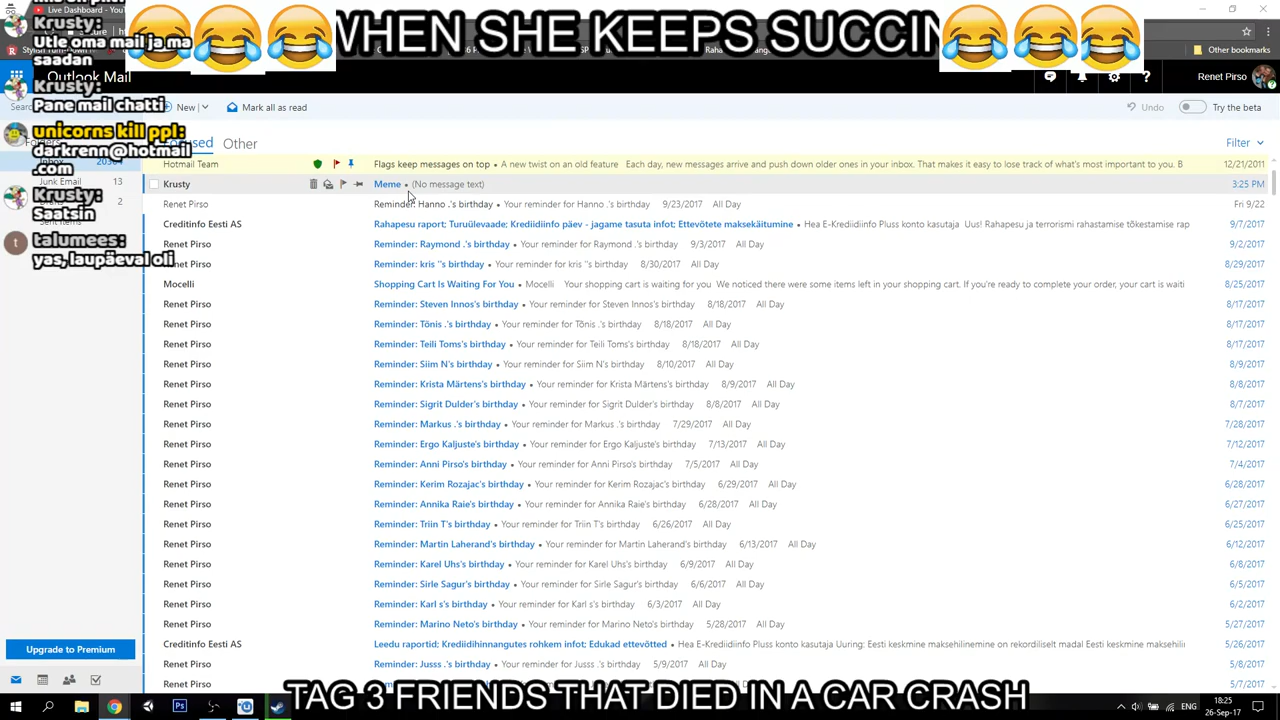 WHEN SHE KEEPS SUCCIN
Live Dashboard - Yo
Krusty:
Utle oma mail ja ma
saadan
Krusty:
Pane mail chatti
unicorns kill ppl:
darkrenn@hotmail
.com
Krusty:
Saatsin
talumees:
yas, laupäeval oli
Other bookmarks
Outlook Mail
Renet Pirso
New
Mark all as read
Undo
Try the beta
Focused
Other
Filter
Inbox
Junk Email 13
2
Sent Items
Hotmail Team Flags keep messages on top • A new twist on an old feature Each day, new messages arrive and push down older ones in your inbox. That makes it easy to lose track of what's most important to you. B 12/21/2011
Krusty Meme • (No message text) 3:25 PM
Renet Pirso Reminder: Hanno .'s birthday • Your reminder for Hanno .'s birthday 9/23/2017 All Day Fri 9/22
Creditinfo Eesti AS Rahapesu raport; Turuülevaade; Krediidiinfo päev - jagame tasuta infot; Ettevõtete maksekäitumine • Hea E-Krediidiinfo Pluss konto kasutaja Uus! Rahapesu ja terrorismi rahastamise tõkestamise rap 9/7/2017
Renet Pirso Reminder: Raymond .'s birthday • Your reminder for Raymond .'s birthday 9/3/2017 All Day 9/2/2017
Renet Pirso Reminder: kris ''s birthday • Your reminder for kris ''s birthday 8/30/2017 All Day 8/29/2017
Mocelli Shopping Cart Is Waiting For You • Mocelli Your shopping cart is waiting for you We noticed there were some items left in your shopping cart. If you're ready to complete your order, your cart is waiti 8/25/2017
Renet Pirso Reminder: Steven Innos's birthday • Your reminder for Steven Innos's birthday 8/18/2017 All Day 8/17/2017
Renet Pirso Reminder: Tõnis .'s birthday • Your reminder for Tõnis .'s birthday 8/18/2017 All Day 8/17/2017
Renet Pirso Reminder: Teili Toms's birthday • Your reminder for Teili Toms's birthday 8/18/2017 All Day 8/17/2017
Renet Pirso Reminder: Siim N's birthday • Your reminder for Siim N's birthday 8/10/2017 All Day 8/9/2017
Renet Pirso Reminder: Krista Märtens's birthday • Your reminder for Krista Märtens's birthday 8/9/2017 All Day 8/8/2017
Renet Pirso Reminder: Sigrit Dulder's birthday • Your reminder for Sigrit Dulder's birthday 8/8/2017 All Day 8/7/2017
Renet Pirso Reminder: Markus .'s birthday • Your reminder for Markus .'s birthday 7/29/2017 All Day 7/28/2017
Renet Pirso Reminder: Ergo Kaljuste's birthday • Your reminder for Ergo Kaljuste's birthday 7/13/2017 All Day 7/12/2017
Renet Pirso Reminder: Anni Pirso's birthday • Your reminder for Anni Pirso's birthday 7/5/2017 All Day 7/4/2017
Renet Pirso Reminder: Kerim Rozajac's birthday • Your reminder for Kerim Rozajac's birthday 6/29/2017 All Day 6/28/2017
Renet Pirso Reminder: Annika Raie's birthday • Your reminder for Annika Raie's birthday 6/28/2017 All Day 6/27/2017
Renet Pirso Reminder: Triin T's birthday • Your reminder for Triin T's birthday 6/26/2017 All Day 6/25/2017
Renet Pirso Reminder: Martin Laherand's birthday • Your reminder for Martin Laherand's birthday 6/13/2017 All Day 6/12/2017
Renet Pirso Reminder: Karel Uhs's birthday • Your reminder for Karel Uhs's birthday 6/9/2017 All Day 6/8/2017
Renet Pirso Reminder: Sirle Sagur's birthday • Your reminder for Sirle Sagur's birthday 6/6/2017 All Day 6/5/2017
Renet Pirso Reminder: Karl s's birthday • Your reminder for Karl s's birthday 6/3/2017 All Day 6/2/2017
Renet Pirso Reminder: Marino Neto's birthday • Your reminder for Marino Neto's birthday 5/28/2017 All Day 5/27/2017
Creditinfo Eesti AS Leedu raportid; Krediidihinnangutes rohkem infot; Edukad ettevõtted • Hea E-Krediidiinfo Pluss konto kasutaja Uuring: Eesti keskmine maksehilinemine on rekordiliselt madal Eesti keskmine maksehilii 5/26/2017
Renet Pirso Reminder: Jusss .'s birthday • Your reminder for Jusss .'s birthday 5/9/2017 All Day 5/8/2017
Upgrade to Premium
TAG 3 FRIENDS THAT DIED IN A CAR CRASH
18:25
26-Sep-17